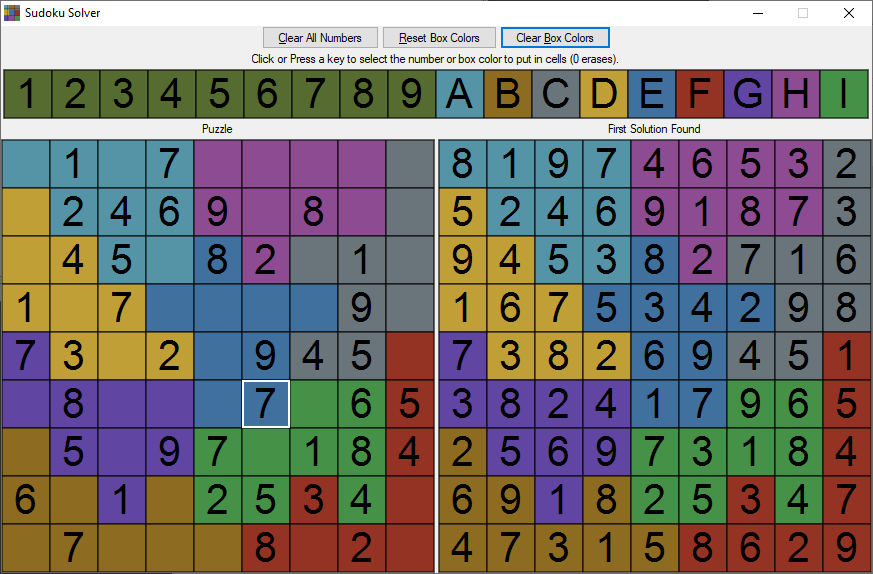 Sudoku Solver
Clear All Numbers Reset Box Colors Clear Box Colors
Click or Press a key to select the number or box color to put in cells (0 erases).
1 2 3 4 5 6 7 8 9 A B C D E F G H I
Puzzle First Solution Found
1 7 8 1 9 7 4 6 5 3 2
2 4 6 9 8 5 2 4 6 9 1 8 7 3
4 5 8 2 1 9 4 5 3 8 2 7 1 6
1 7 9 1 6 7 5 3 4 2 9 8
7 3 2 9 4 5 7 3 8 2 6 9 4 5 1
8 7 6 5 3 8 2 4 1 7 9 6 5
5 9 7 1 8 4 2 5 6 9 7 3 1 8 4
6 1 2 5 3 4 6 9 1 8 2 5 3 4 7
7 8 2 4 7 3 1 5 8 6 2 9